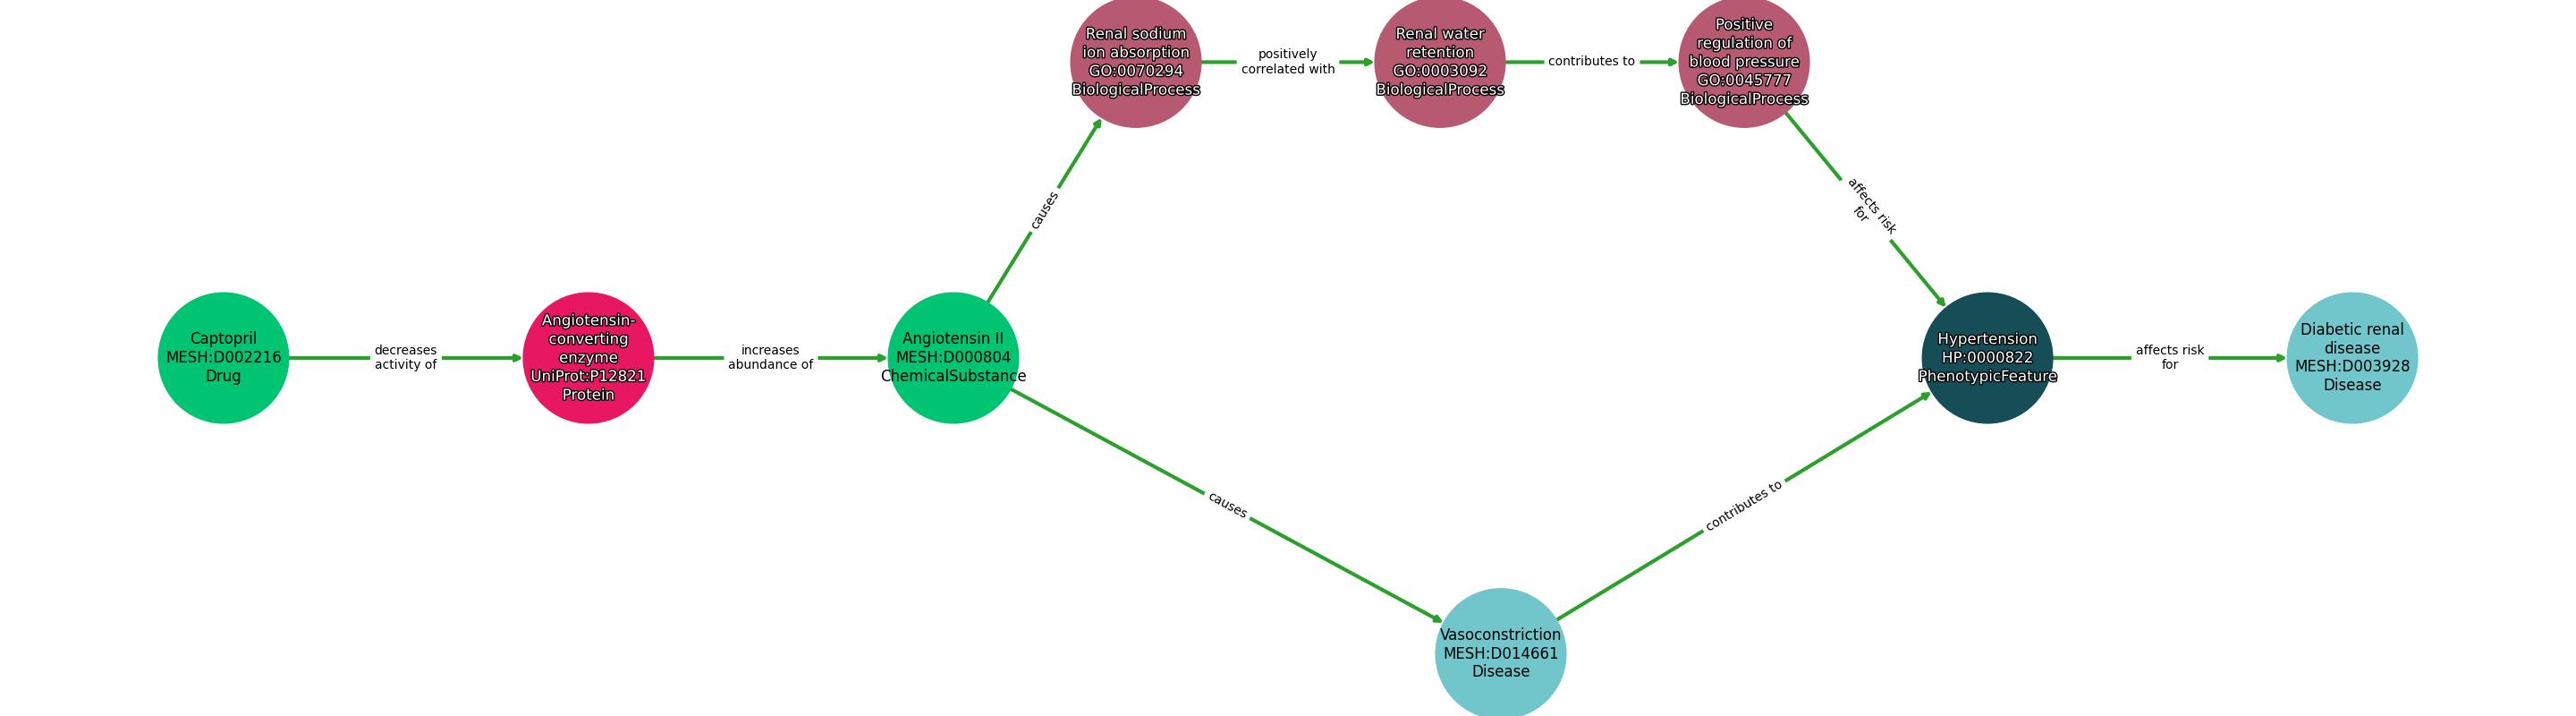 Renal sodium
ion absorption
GO:0070294
BiologicalProcess
positively
correlated with
Renal water
retention
GO:0003092
BiologicalProcess
contributes to
Positive
regulation of
blood pressure
GO:0045777
BiologicalProcess
causes
affects risk
for
Captopril
MESH:D002216
Drug
decreases
activity of
Angiotensin-
converting
enzyme
UniProt:P12821
Protein
increases
abundance of
Angiotensin II
MESH:D000804
ChemicalSubstance
Hypertension
HP:0000822
PhenotypicFeature
affects risk
for
Diabetic renal
disease
MESH:D003928
Disease
causes
contributes to
Vasoconstriction
MESH:D014661
Disease